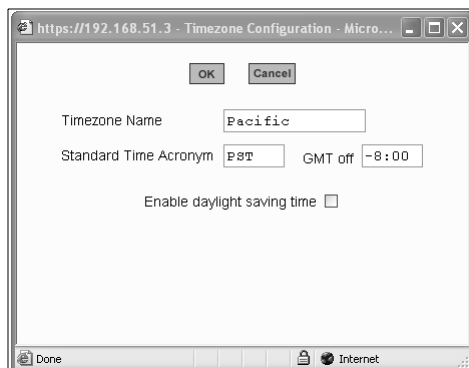 https://192.168.51.3 - Timezone Configuration - Micro...
OK Cancel
Timezone Name Pacific
Standard Time Acronym PST GMT off -8:00
Enable daylight saving time
Done Internet